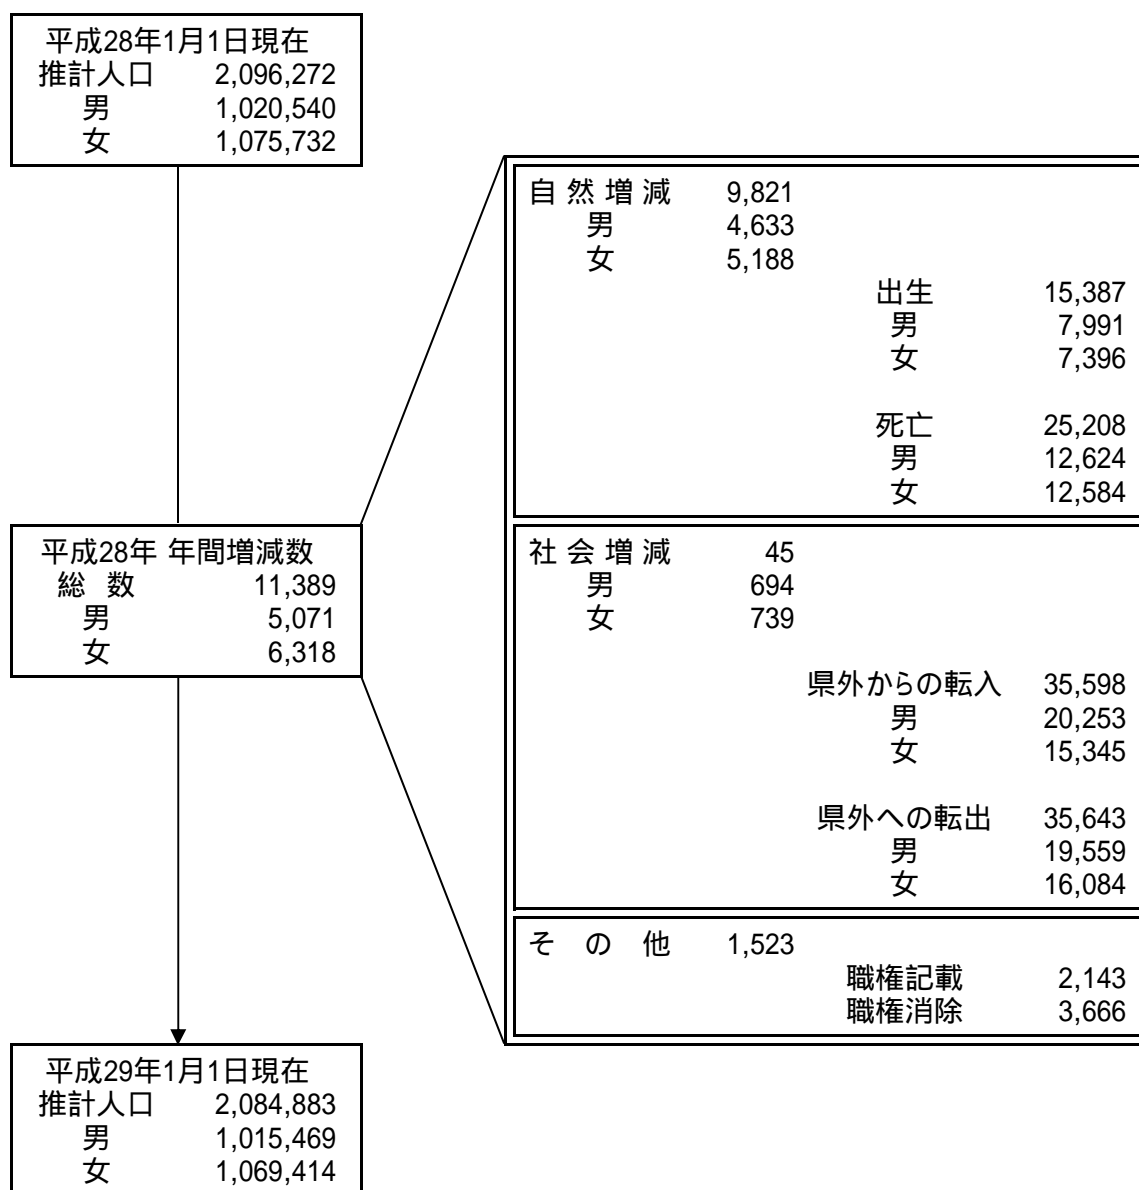 平成28年1月1日現在
推計人口 2,096,272
男 1,020,540
女 1,075,732
平成28年 年間増減数
総 数 11,389
男 5,071
女 6,318
平成29年1月1日現在
推計人口 2,084,883
男 1,015,469
女 1,069,414
自 然 増 減 9,821
男 4,633
女 5,188
出生 15,387
男 7,991
女 7,396
死亡 25,208
男 12,624
女 12,584
社 会 増 減 45
男 694
女 739
県外からの転入 35,598
男 20,253
女 15,345
県外への転出 35,643
男 19,559
女 16,084
そ の 他 1,523
職権記載 2,143
職権消除 3,666